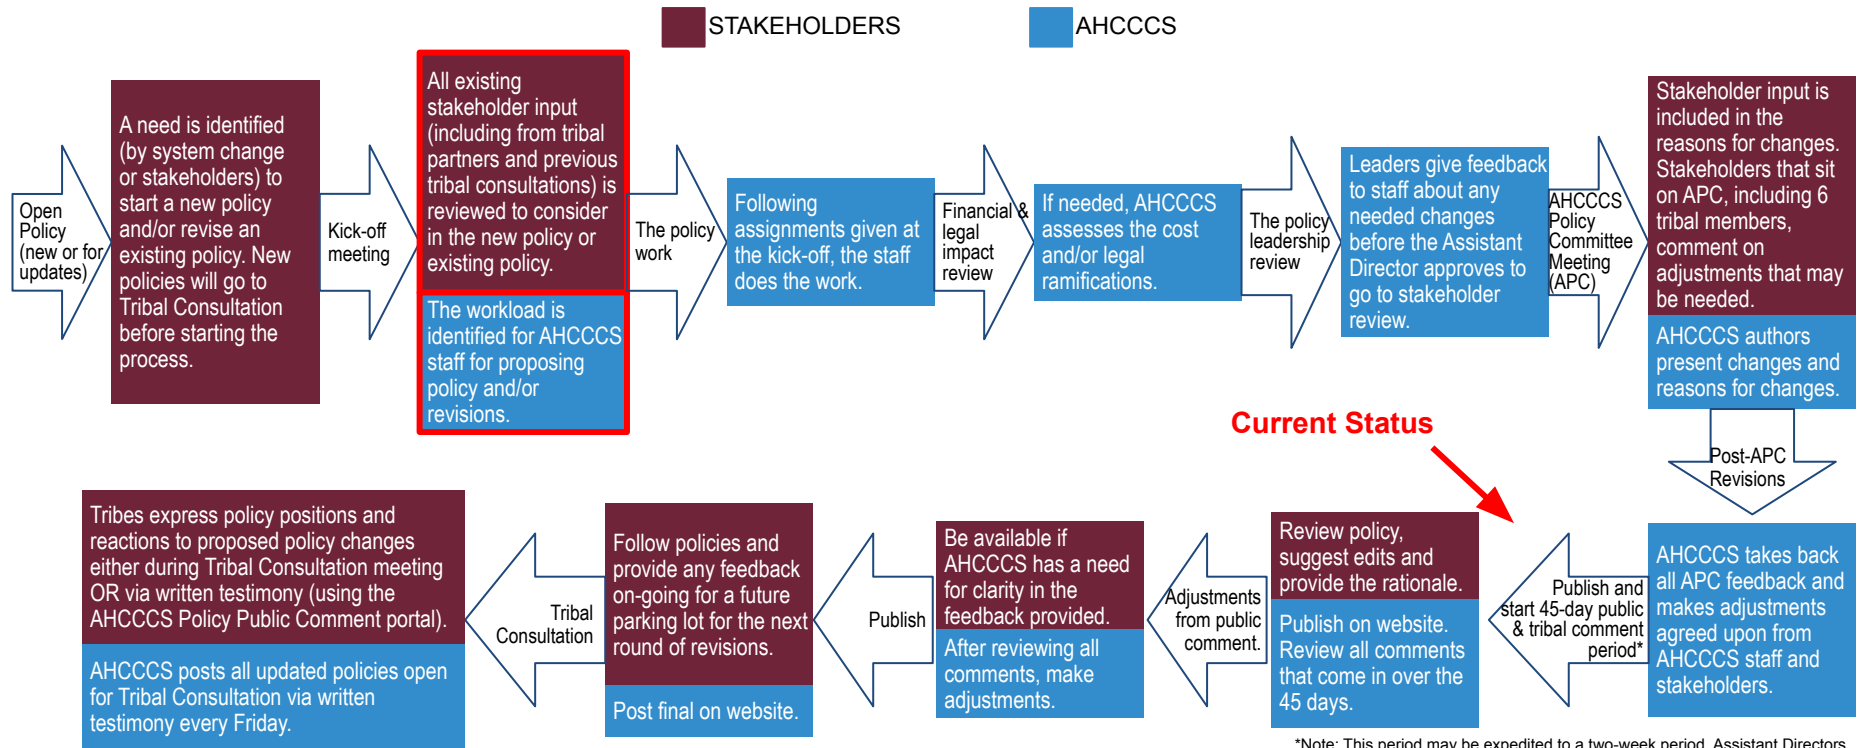 STAKEHOLDERS
AHCCCS
Open
Policy
(new or for
updates)
A need is identified
(by system change
or stakeholders) to
start a new policy
and/or revise an
existing policy. New
policies will go to
Tribal Consultation
before starting the
process.
Kick-off
meeting
All existing
stakeholder input
(including from tribal
partners and previous
tribal consultations) is
reviewed to consider
in the new policy or
existing policy.
The workload is
identified for AHCCCS
staff for proposing
policy and/or
revisions.
The policy
work
Following
assignments given at
the kick-off, the staff
does the work.
Financial &
legal
impact
review
If needed, AHCCCS
assesses the cost
and/or legal
ramifications.
The policy
leadership
review
Leaders give feedback
to staff about any
needed changes
before the Assistant
Director approves to
go to stakeholder
review.
AHCCCS
Policy
Committee
Meeting
(APC)
Stakeholder input is
included in the
reasons for changes.
Stakeholders that sit
on APC, including 6
tribal members,
comment on
adjustments that may
be needed.
AHCCCS authors
present changes and
reasons for changes.
Post-APC
Revisions
Current Status
AHCCCS takes back
all APC feedback and
makes adjustments
agreed upon from
AHCCCS staff and
stakeholders.
Publish and
start 45-day public
& tribal comment
period*
Review policy,
suggest edits and
provide the rationale.
Publish on website.
Review all comments
that come in over the
45 days.
Adjustments
from public
comment.
Be available if
AHCCCS has a need
for clarity in the
feedback provided.
After reviewing all
comments, make
adjustments.
Publish
Follow policies and
provide any feedback
on-going for a future
parking lot for the next
round of revisions.
Post final on website.
Tribal
Consultation
Tribes express policy positions and
reactions to proposed policy changes
either during Tribal Consultation meeting
OR via written testimony (using the
AHCCCS Policy Public Comment portal).
AHCCCS posts all updated policies open
for Tribal Consultation via written
testimony every Friday.
*Note: This period may be expedited to a two-week period. Assistant Directors